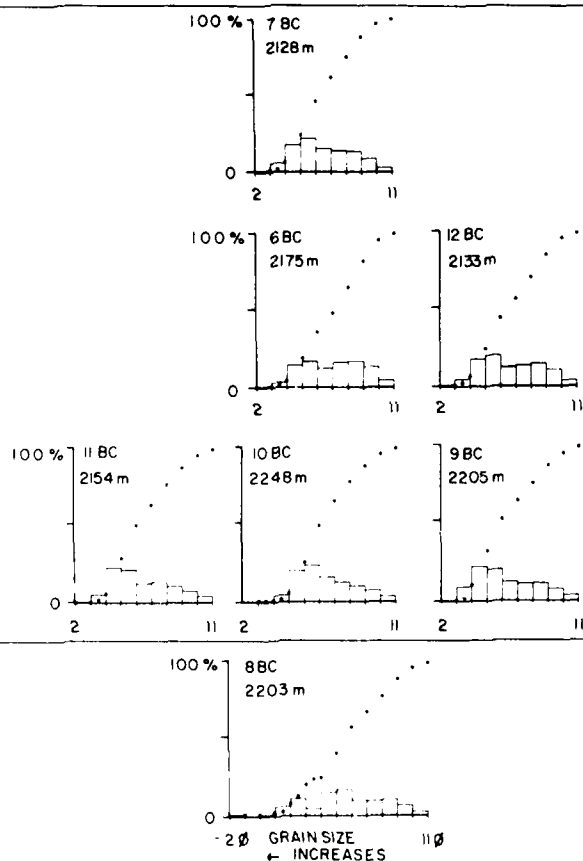 100 % 7 BC
2128 m
0
2 11
100 % 6 BC
2175 m
0
2 11
12 BC
2133 m
2 11
100 % 11 BC
2154 m
0
2 11
10 BC
2248 m
2 11
9 BC
2205 m
2 11
100 % 8 BC
2203 m
0
-2ø GRAIN SIZE 11ø
← INCREASES